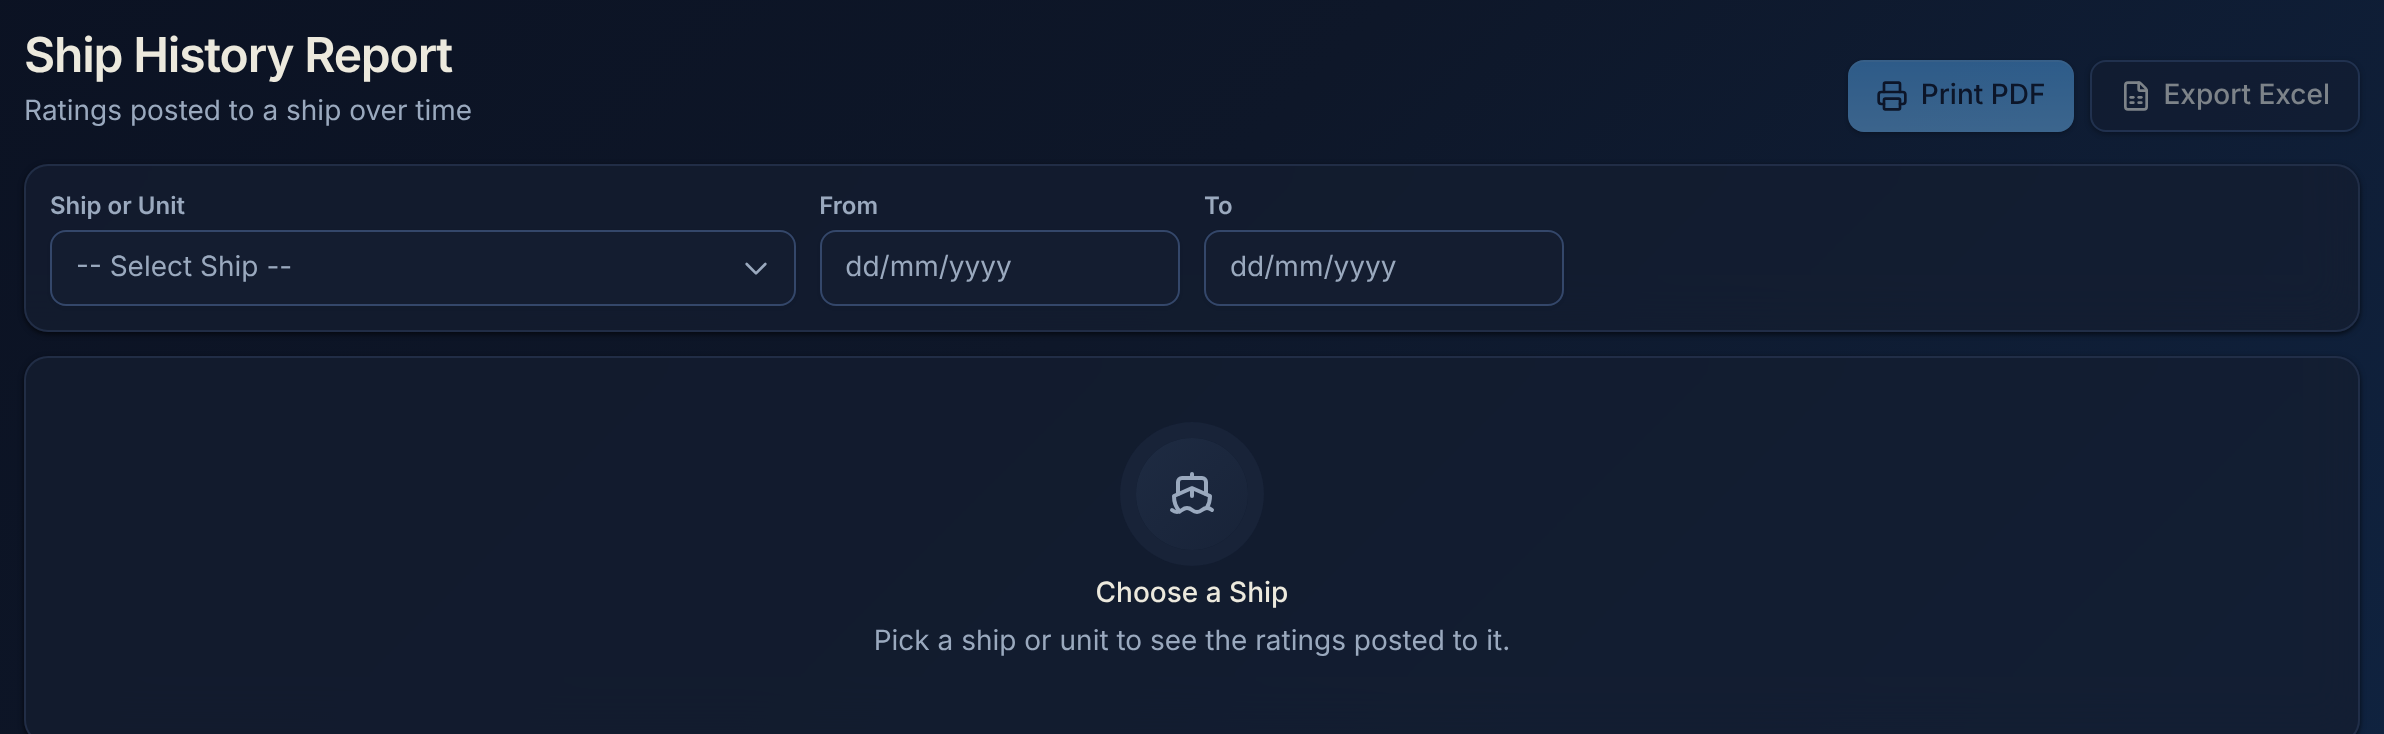 Ship History Report
Ratings posted to a ship over time
Print PDF
Export Excel
Ship or Unit
From
To
-- Select Ship --
dd/mm/yyyy
dd/mm/yyyy
Choose a Ship
Pick a ship or unit to see the ratings posted to it.